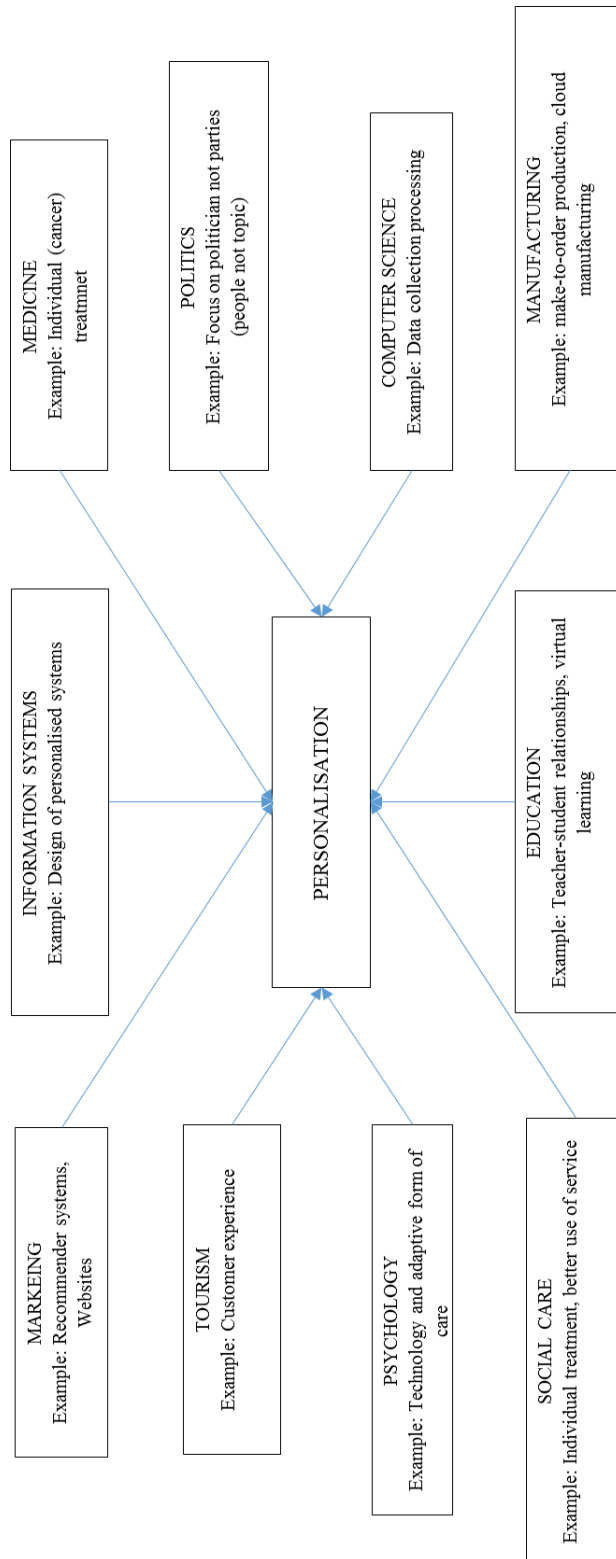 MARKEING
Example: Recommender systems,
Websites
INFORMATION SYSTEMS
Example: Design of personalised systems
MEDICINE
Example: Individual (cancer)
treatmnet
TOURISM
Example: Customer experience
POLITICS
Example: Focus on politician not parties
(people not topic)
PERSONALISATION
PSYCHOLOGY
Example: Technology and adaptive form of
care
COMPUTER SCIENCE
Example: Data collection processing
SOCIAL CARE
Example: Individual treatment, better use of service
EDUCATION
Example: Teacher-student relationships, virtual
learning
MANUFACTURING
Example: make-to-order production, cloud
manufacturing